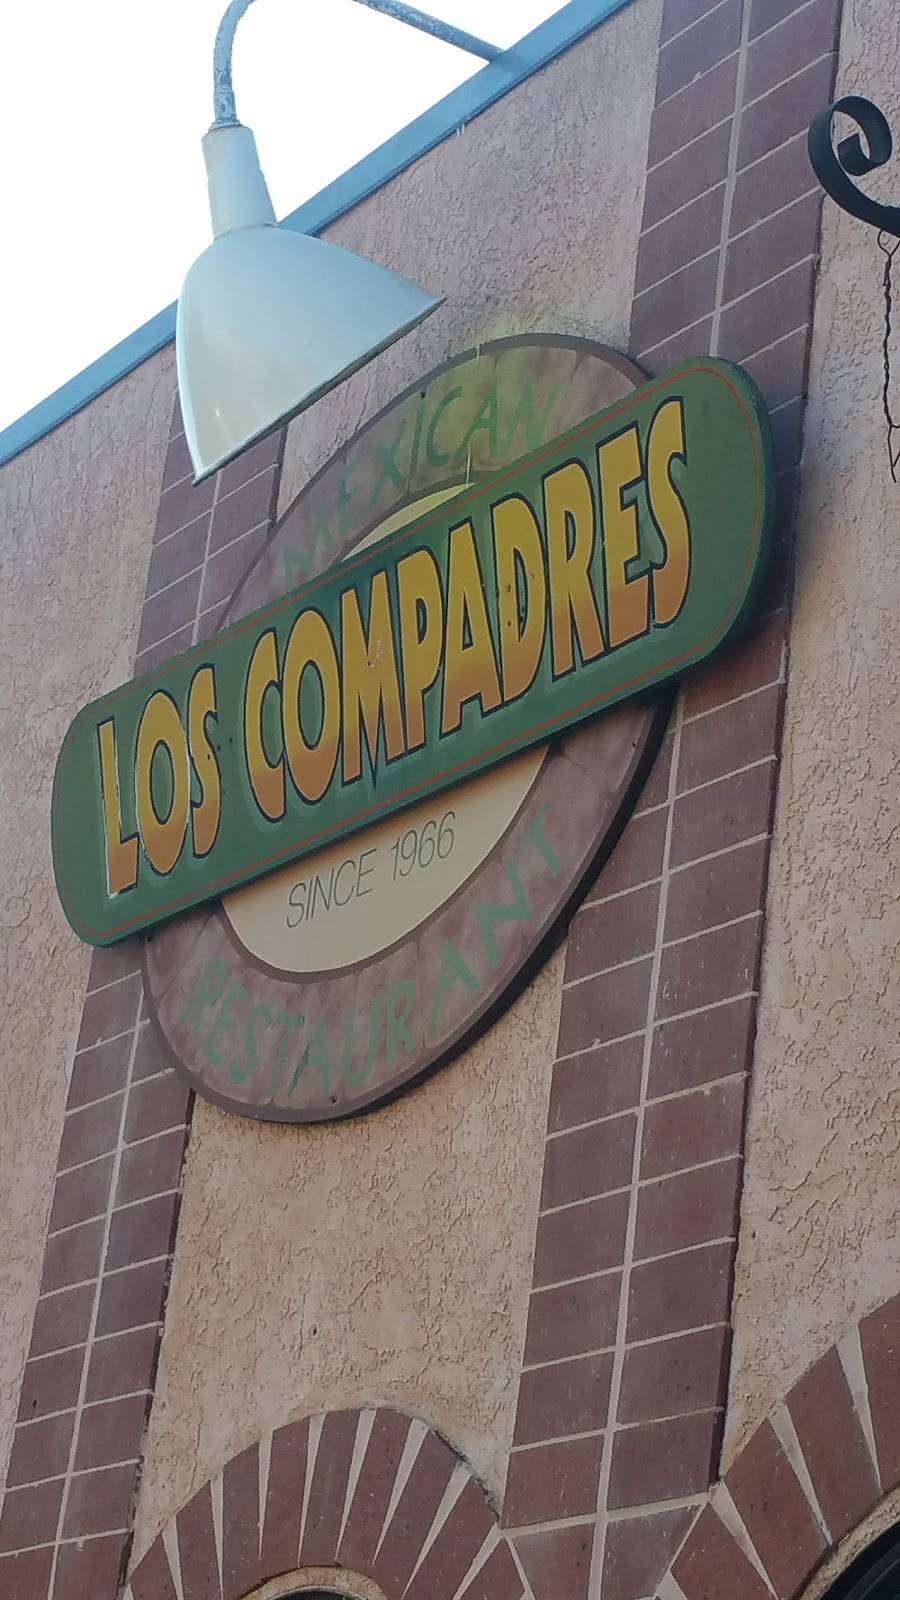 MEXICAN
LOS COMPADRES
SINCE 1966
RESTAURANT